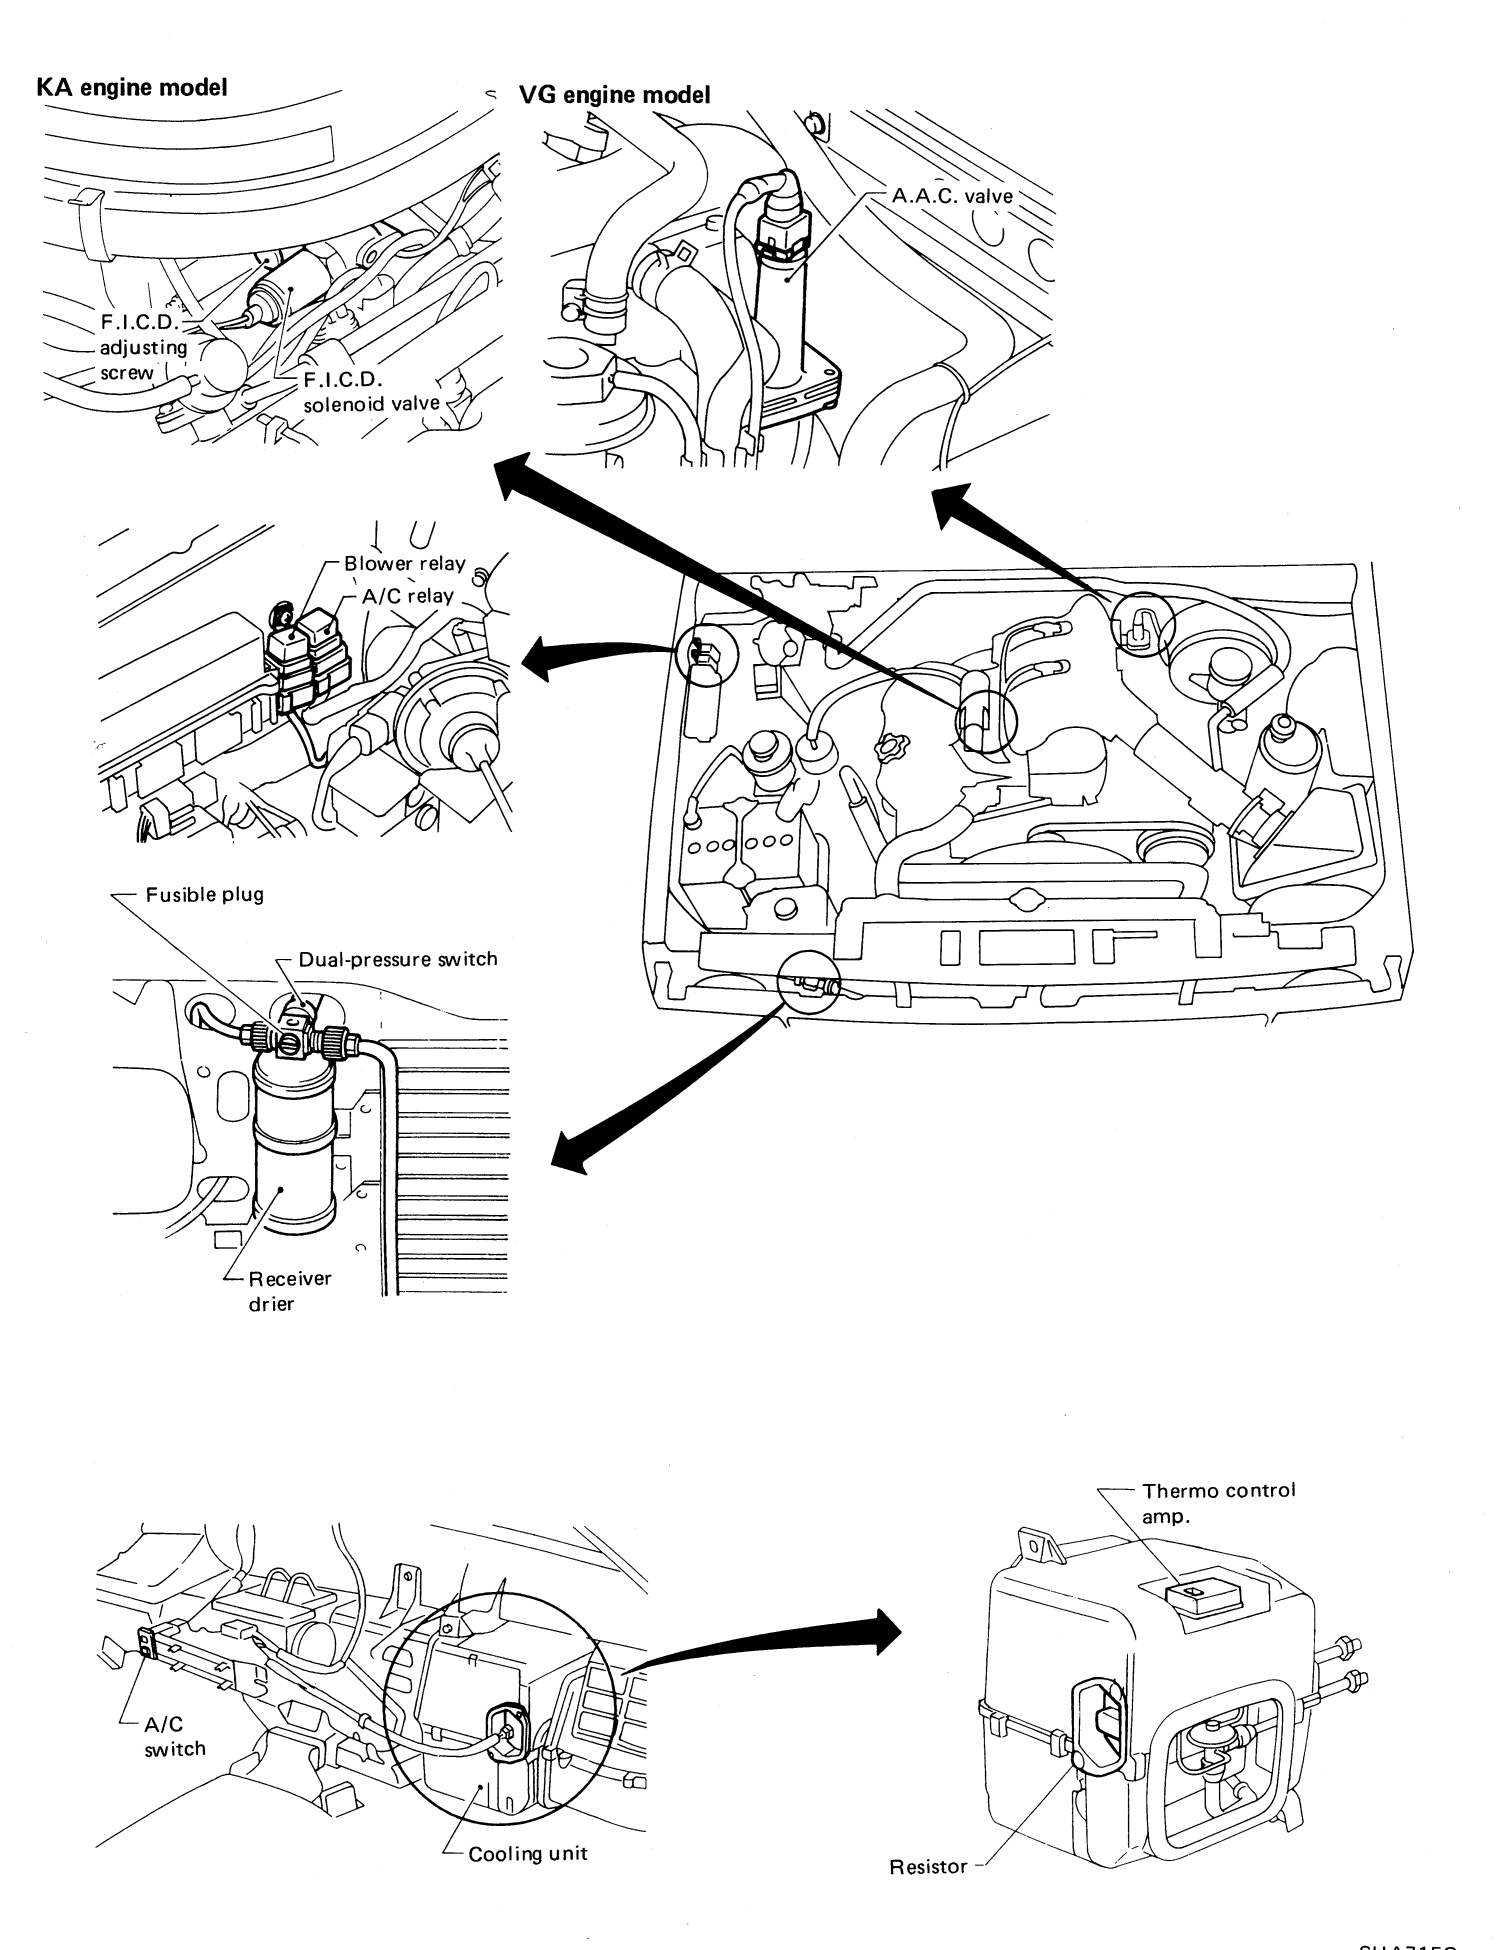 KA engine model
VG engine model
A.A.C. valve
F.I.C.D.
adjusting
screw
F.I.C.D.
solenoid valve
Blower relay
A/C relay
Fusible plug
Dual-pressure switch
Receiver
drier
Thermo control
amp.
A/C
switch
Cooling unit
Resistor